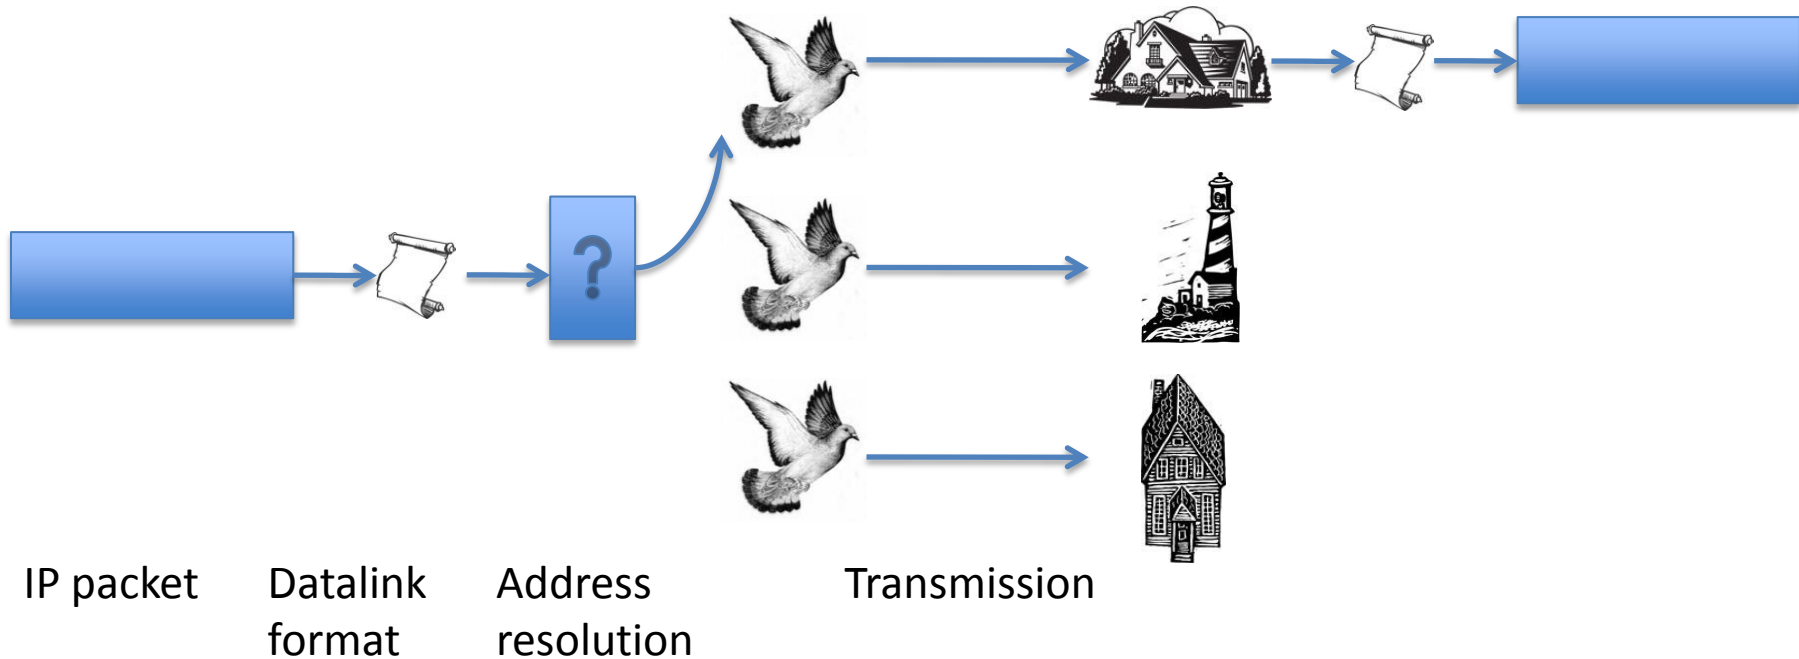 ?
IP packet
Datalink
format
Address
resolution
Transmission